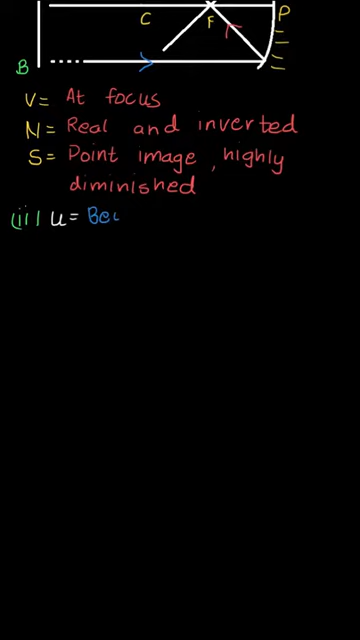 C F P
B
V= At focus
N= Real and inverted
S= Point image, highly
diminished
(ii) u=